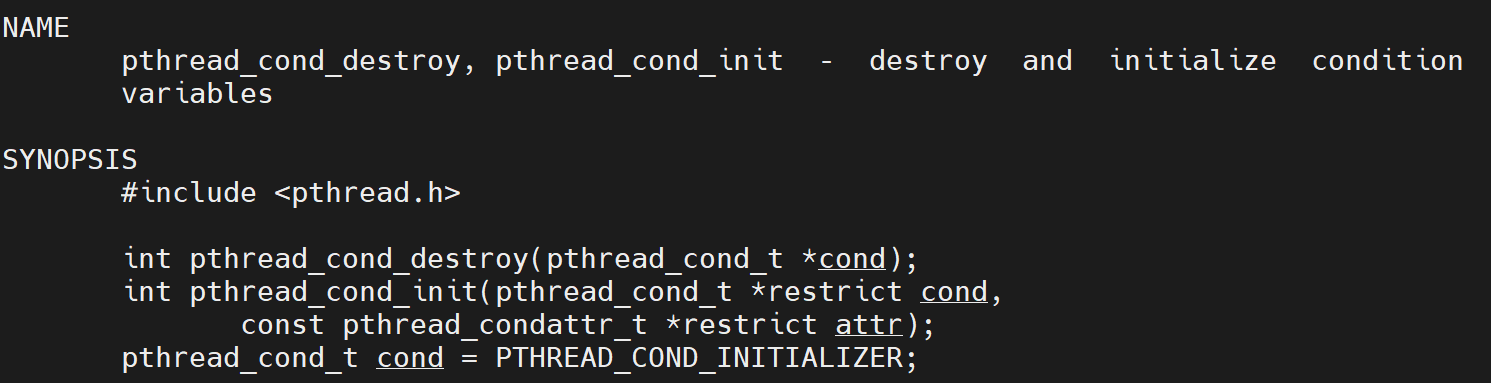 NAME
pthread_cond_destroy, pthread_cond_init - destroy and initialize condition
variables
SYNOPSIS
#include <pthread.h>
int pthread_cond_destroy(pthread_cond_t *cond);
int pthread_cond_init(pthread_cond_t *restrict cond,
const pthread_condattr_t *restrict attr);
pthread_cond_t cond = PTHREAD_COND_INITIALIZER;